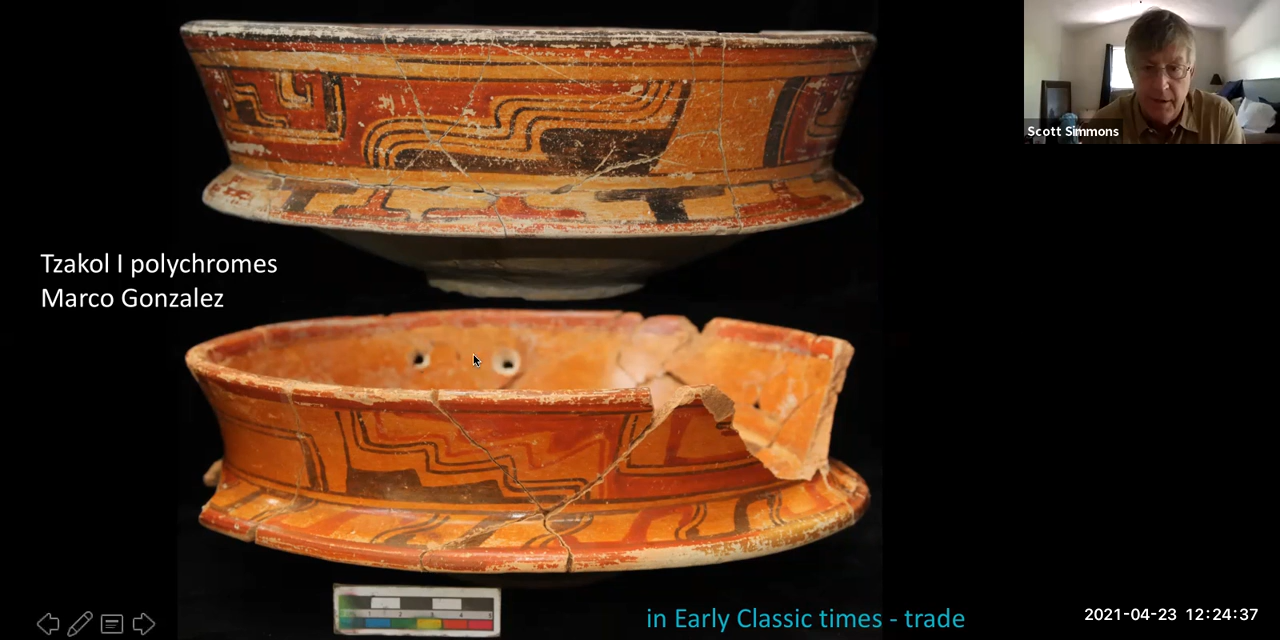 Scott Simmons
Tzakol I polychromes
Marco Gonzalez
in Early Classic times - trade
2021-04-23 12:24:37